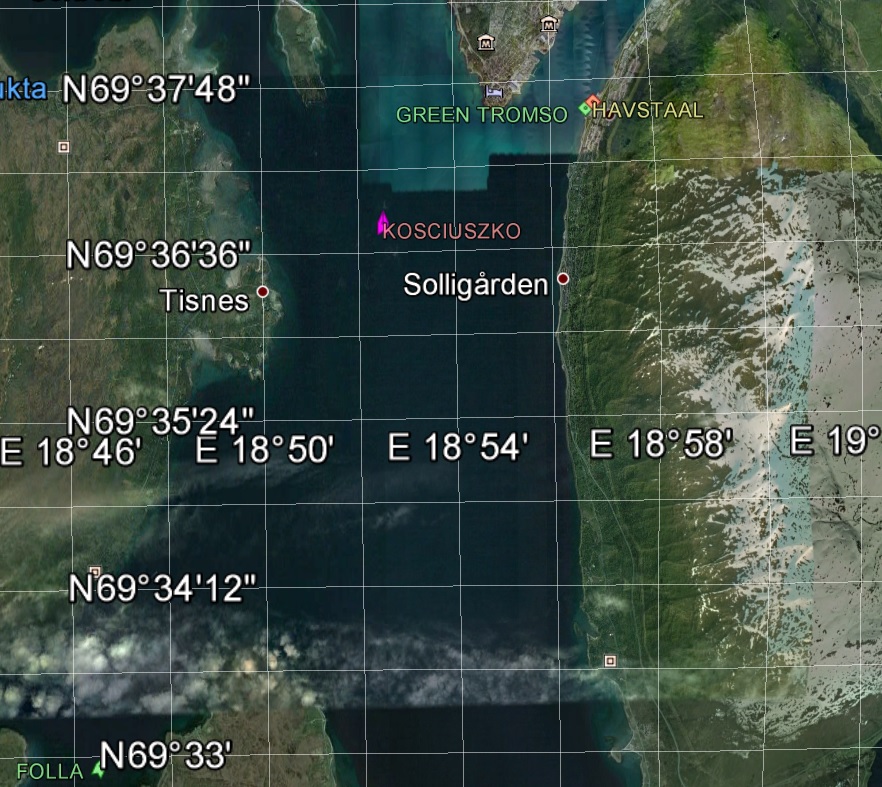 ukta N69°37'48"
GREEN TROMSO HAVSTAAL
KOSCIUSZKO
N69°36'36"
Solligården
Tisnes
N69°35'24"
E 18°46' E 18°50' E 18°54' E 18°58' E 19°
N69°34'12"
N69°33'
FOLLA